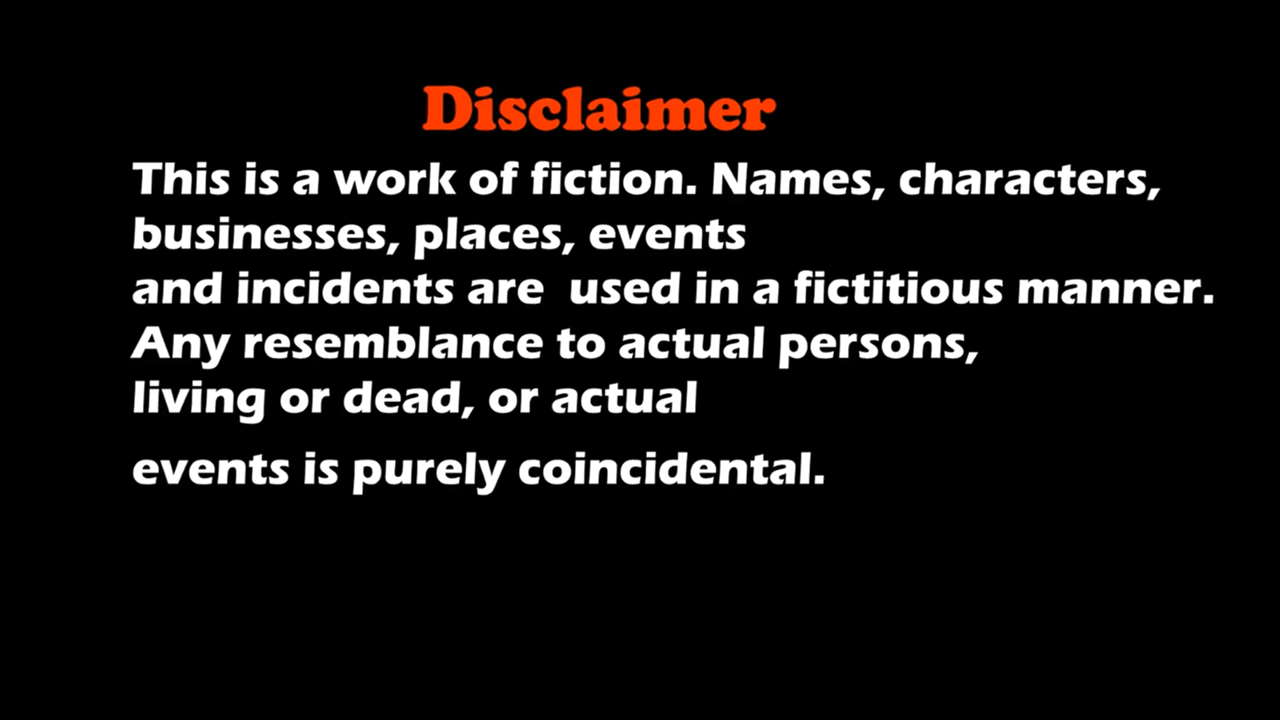 Disclaimer
This is a work of fiction. Names, characters,
businesses, places, events
and incidents are  used in a fictitious manner.
Any resemblance to actual persons,
living or dead, or actual
events is purely coincidental.